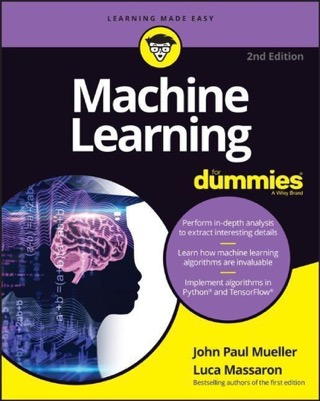 LEARNING MADE EASY
2nd Edition
Machine
Learning
for
dummies®
A Wiley Brand
Perform in-depth analysis
to extract interesting details
Learn how machine learning
algorithms are invaluable
Implement algorithms in
Python® and TensorFlow®
John Paul Mueller
Luca Massaron
Bestselling authors of the first edition